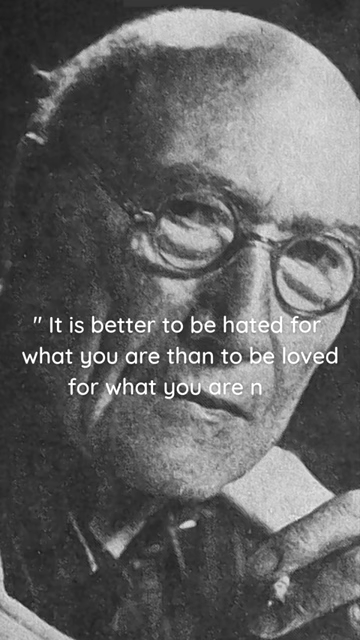 " It is better to be hated for
what you are than to be loved
for what you are n